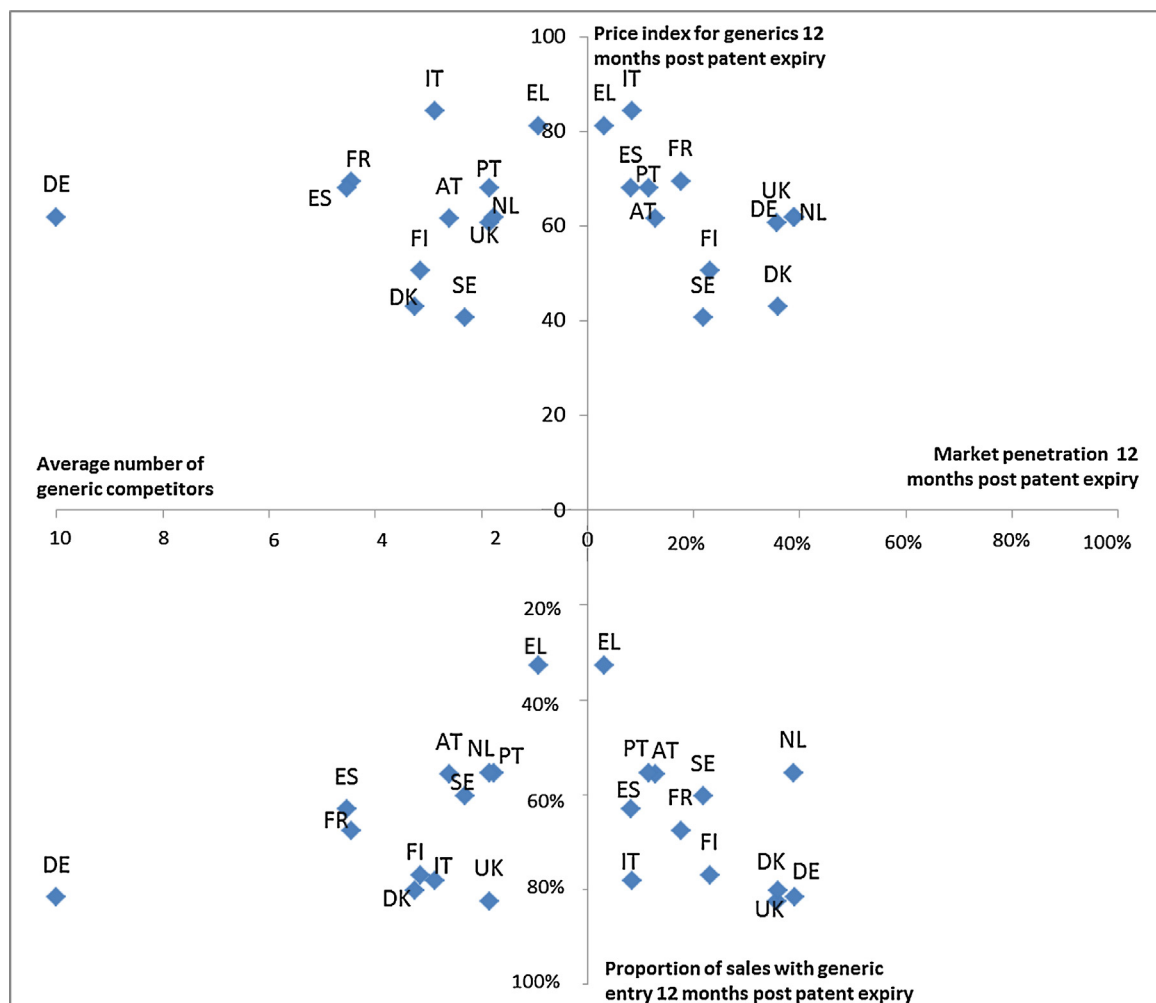 100
Price index for generics 12
months post patent expiry
IT
EL
EL
IT
80
DE
FR
ES
AT
PT
NL
UK
ES
PT
FR
AT
UK
DE
NL
60
FI
DK
SE
FI
SE
DK
40
20
Average number of
generic competitors
Market penetration 12
months post patent expiry
0
10
8
6
4
2
0
20%
40%
60%
80%
100%
20%
EL
EL
40%
AT
NL
PT
SE
ES
FR
PT
AT
SE
NL
ES
FR
60%
DE
FI
IT
DK
UK
IT
FI
DK
DE
UK
80%
100%
Proportion of sales with generic
entry 12 months post patent expiry